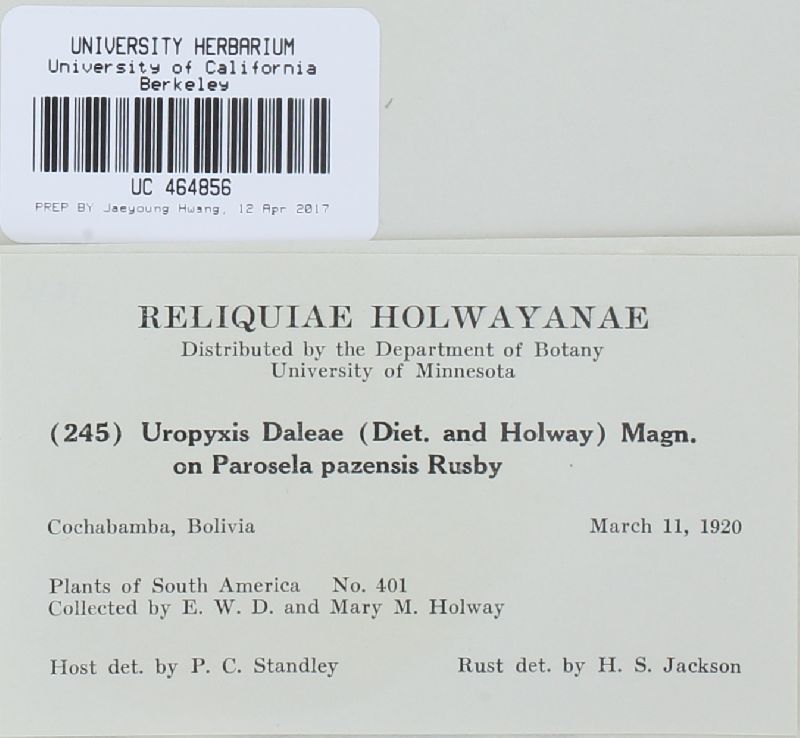 UNIVERSITY HERBARIUM
University of California
Berkeley
UC 464856
PREP BY Jaeyoung Hwang, 12 Apr 2017
RELIQUIAE HOLWAYANAE
Distributed by the Department of Botany
University of Minnesota
(245) Uropyxis Daleae (Diet. and Holway) Magn.
on Parosela pazensis Rusby
Cochabamba, Bolivia March 11, 1920
Plants of South America No. 401
Collected by E. W. D. and Mary M. Holway
Host det. by P. C. Standley Rust det. by H. S. Jackson